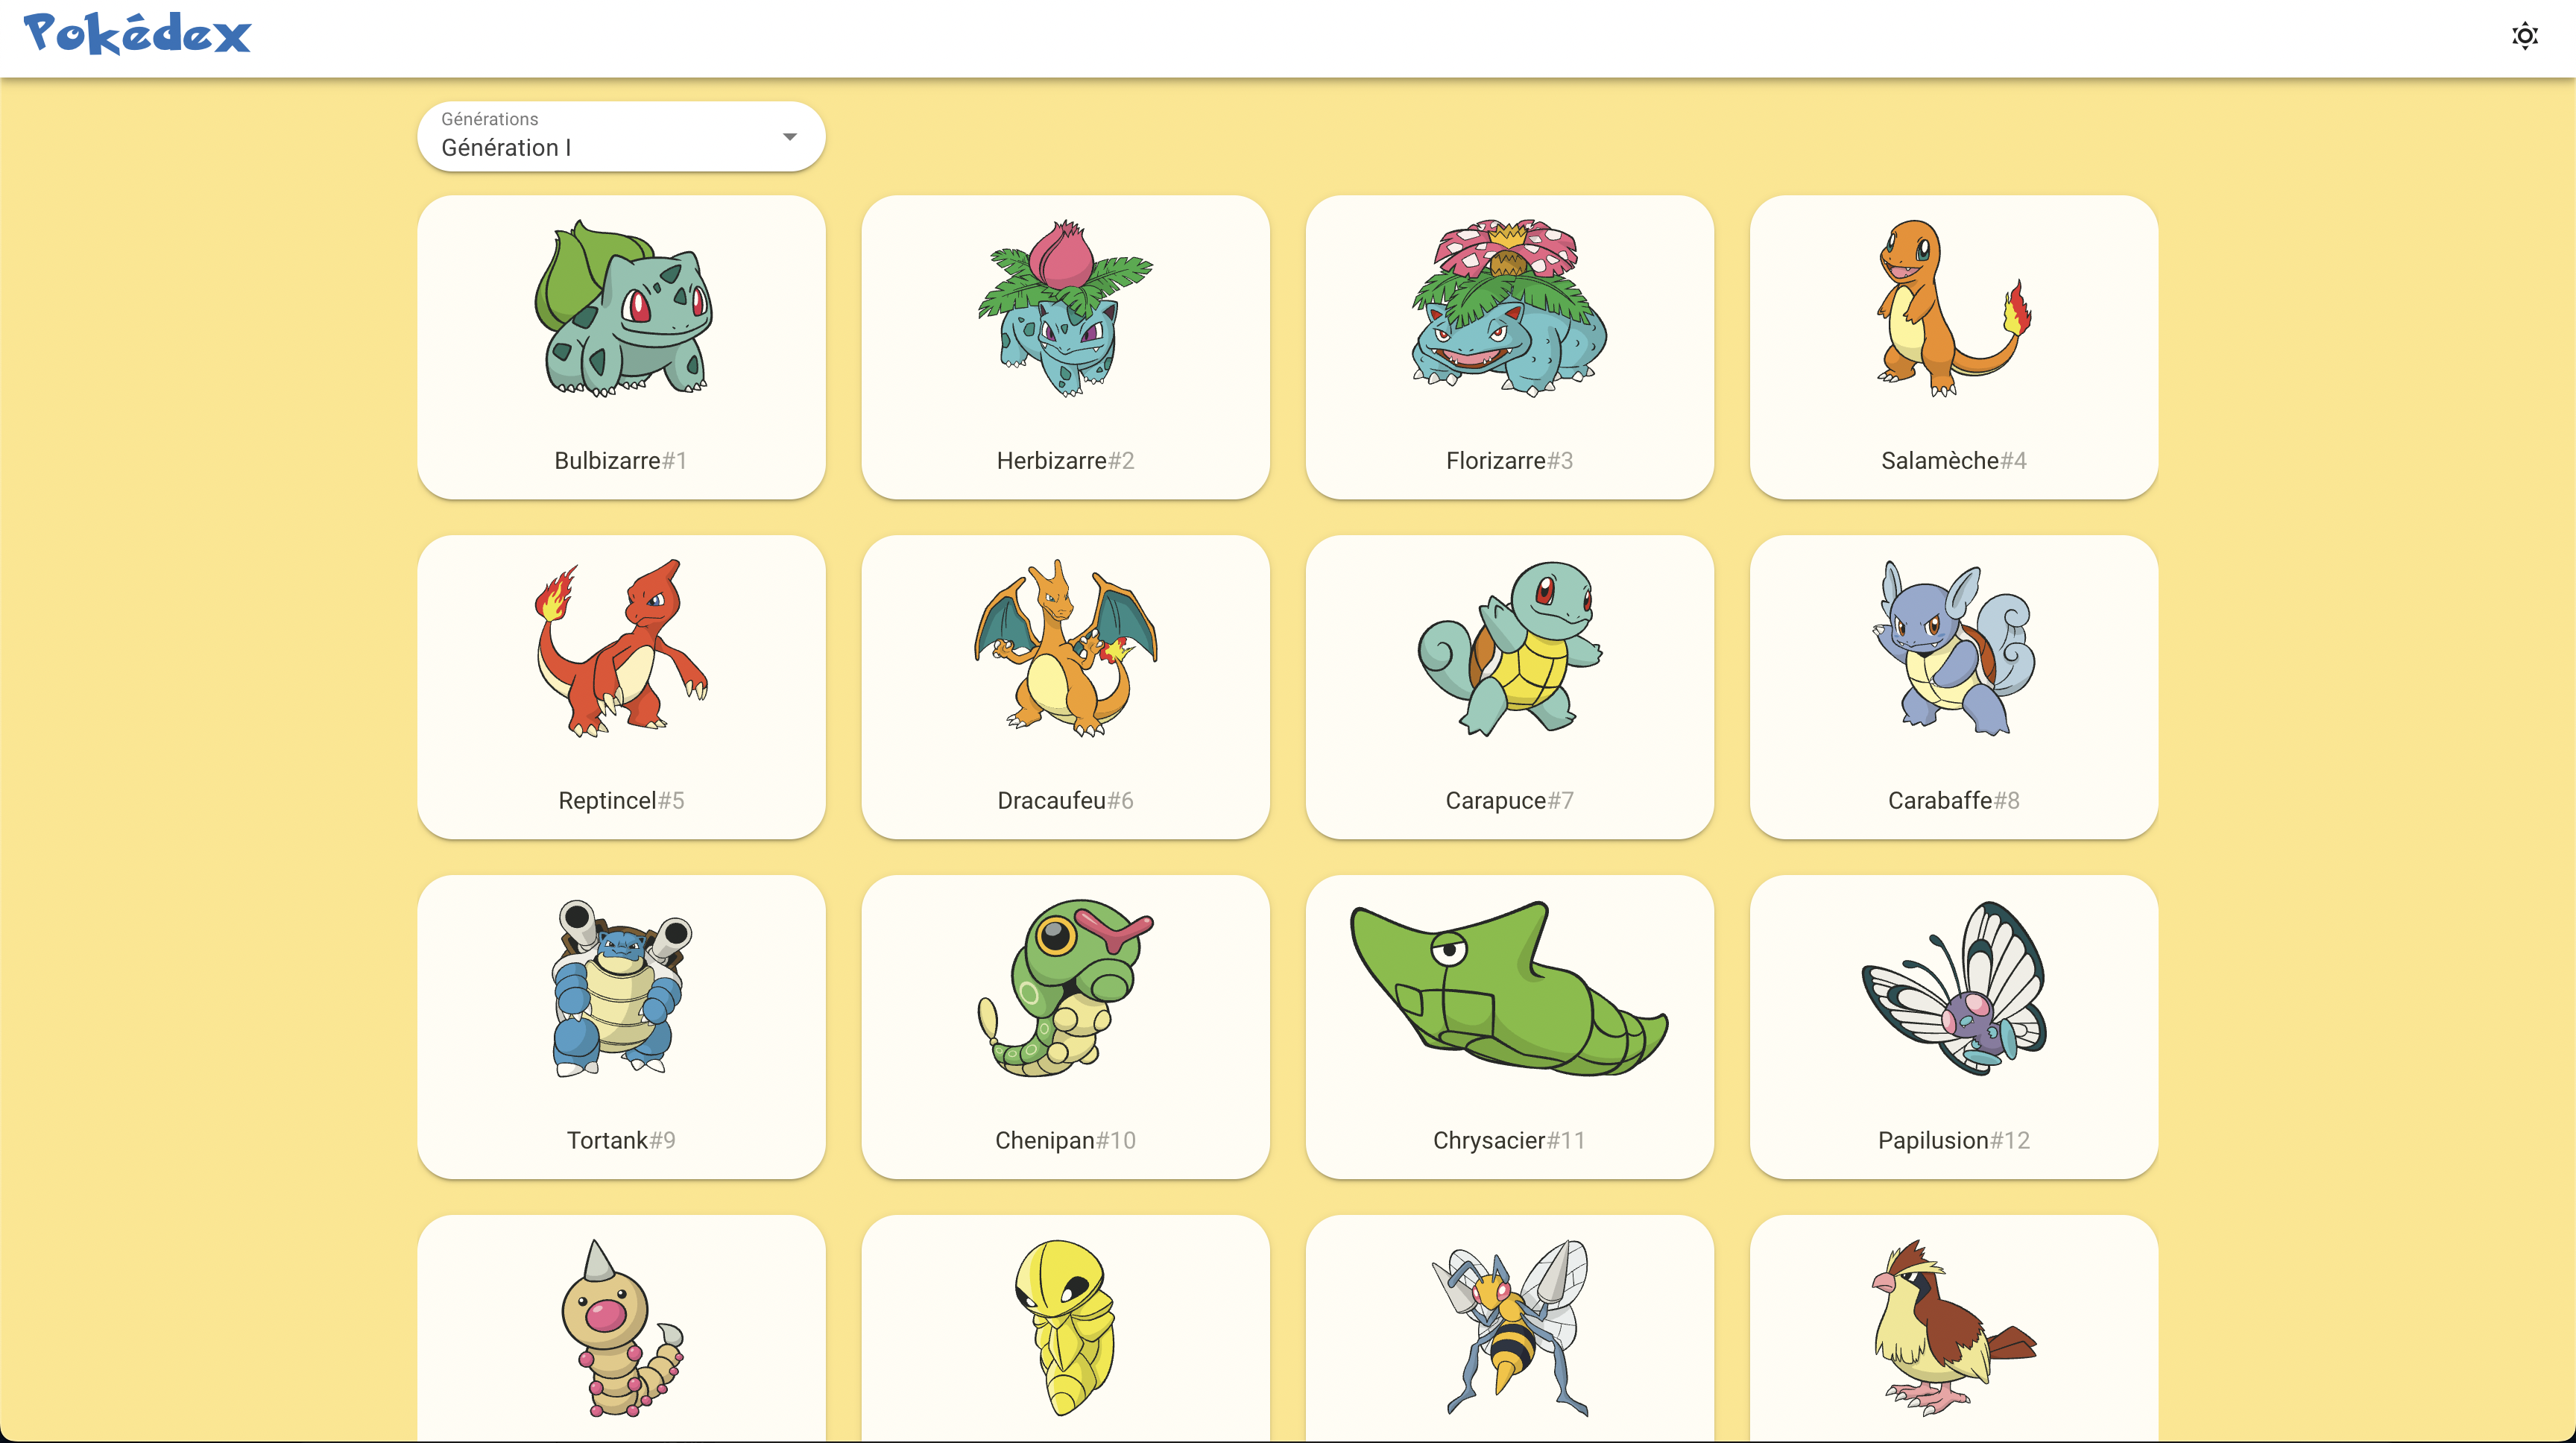 Pokédex
Générations
Génération I
Bulbizarre#1
Herbizarre#2
Florizarre#3
Salamèche#4
Reptincel#5
Dracaufeu#6
Carapuce#7
Carabaffe#8
Tortank#9
Chenipan#10
Chrysacier#11
Papilusion#12